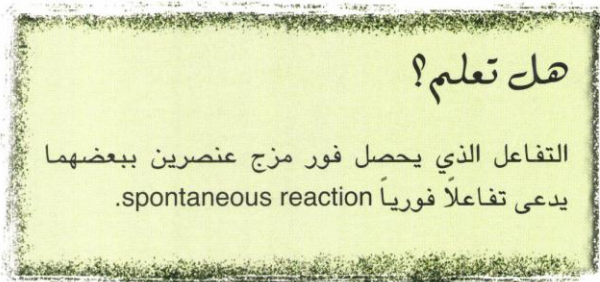 هل تعلم؟
التفاعل الذي يحصل فور مزج عنصرين ببعضهما
يدعى تفاعلاً فورياً spontaneous reaction.